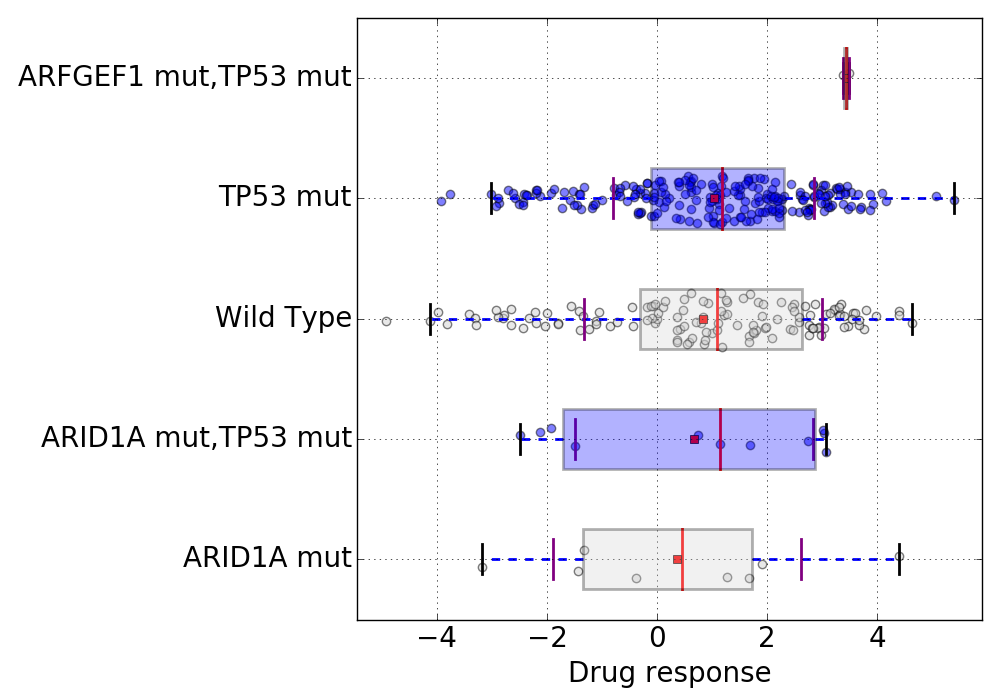 ARFGEF1 mut,TP53 mut
TP53 mut
Wild Type
ARID1A mut,TP53 mut
ARID1A mut
−4 −2 0 2 4
Drug response